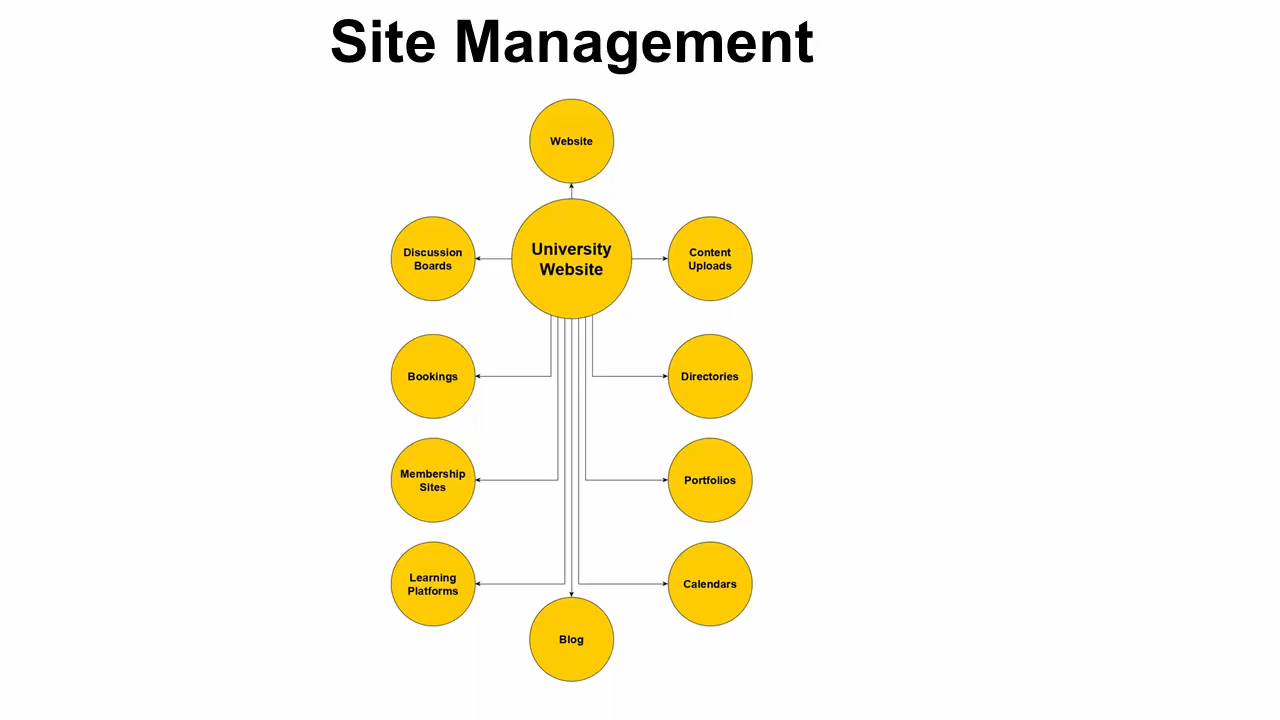 Site Management
Website
University
Website
Discussion
Boards
Content
Uploads
Bookings
Directories
Membership
Sites
Portfolios
Learning
Platforms
Calendars
Blog